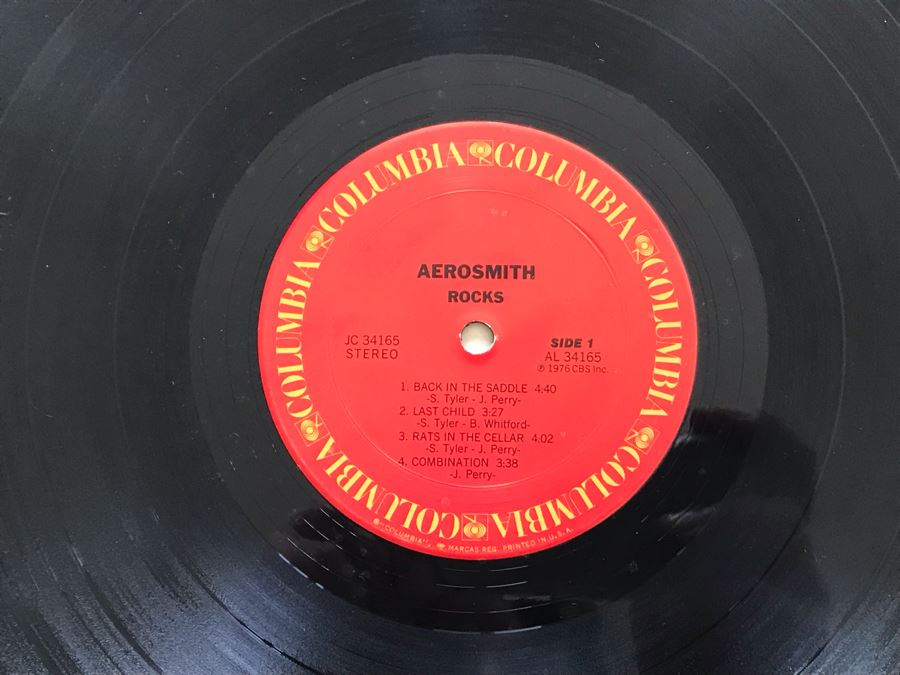 COLUMBIA COLUMBIA COLUMBIA COLUMBIA COLUMBIA COLUMBIA
AEROSMITH
ROCKS
JC 34165
STEREO
SIDE 1
AL 34165
Ⓟ 1976 CBS Inc.
1. BACK IN THE SADDLE 4:40
-S. Tyler - J. Perry-
2. LAST CHILD 3:27
-S. Tyler - B. Whitford-
3. RATS IN THE CELLAR 4:02
-S. Tyler - J. Perry-
4. COMBINATION 3:38
-J. Perry-
®"COLUMBIA", MARCAS REG. PRINTED IN U.S.A.